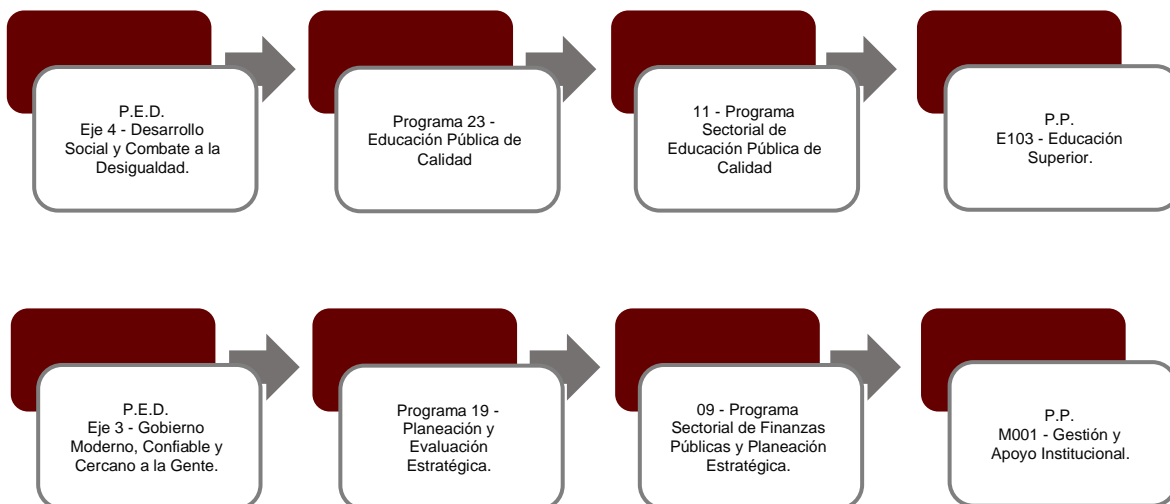 P.E.D.
Eje 4 - Desarrollo
Social y Combate a la
Desigualdad.
Programa 23 -
Educación Pública de
Calidad
11 - Programa
Sectorial de
Educación Pública de
Calidad
P.P.
E103 - Educación
Superior.
P.E.D.
Eje 3 - Gobierno
Moderno, Confiable y
Cercano a la Gente.
Programa 19 -
Planeación y
Evaluación
Estratégica.
09 - Programa
Sectorial de Finanzas
Públicas y Planeación
Estratégica.
P.P.
M001 - Gestión y
Apoyo Institucional.